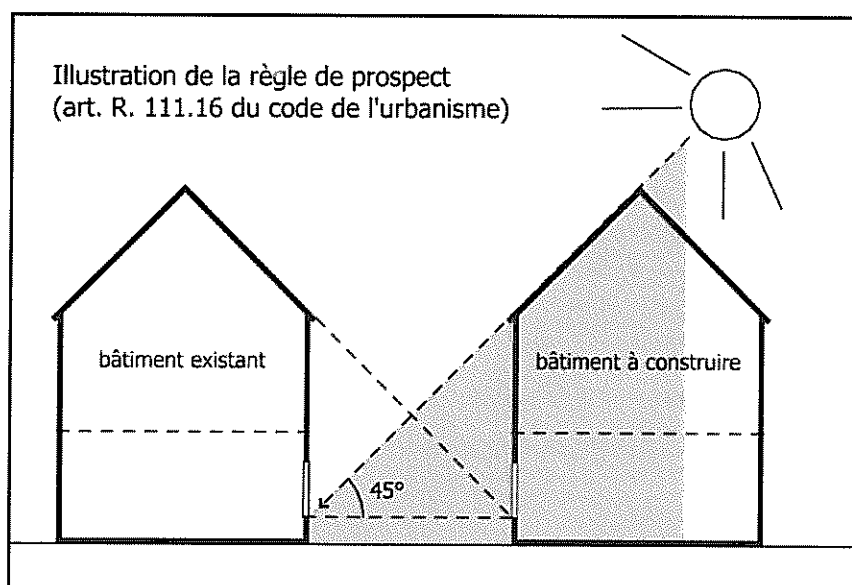 Illustration de la règle de prospect
(art. R. 111.16 du code de l'urbanisme)
bâtiment existant
bâtiment à construire
45°